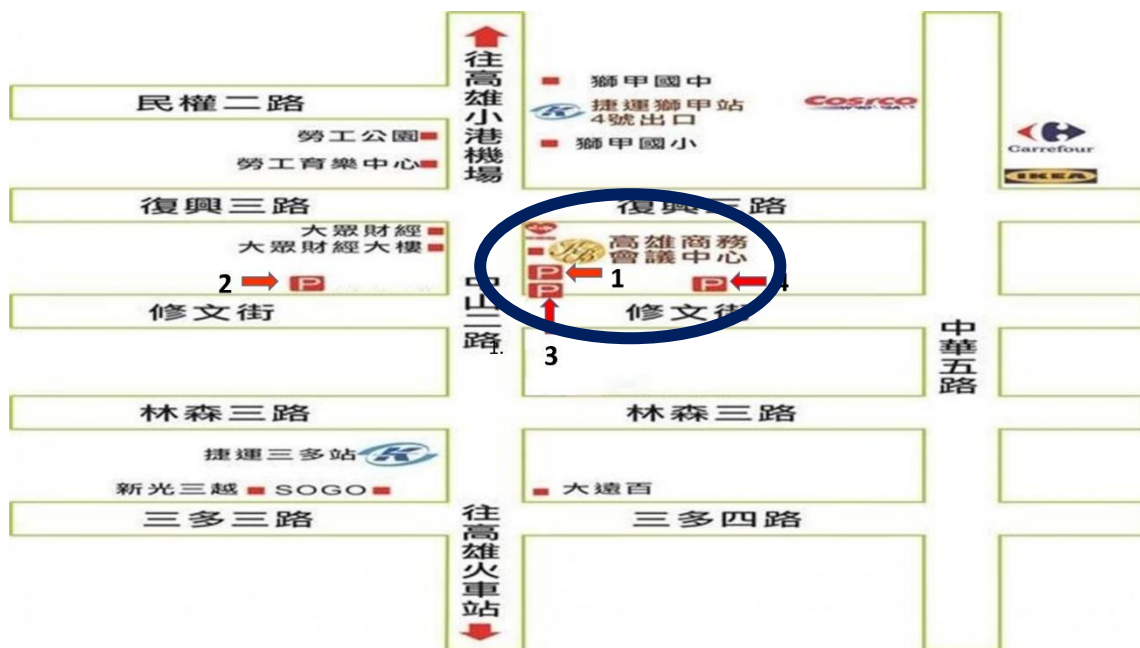 往高雄小港機場
民權二路
獅甲國中
捷運獅甲站
4號出口
COSTCO
獅甲國小
勞工公園
勞工育樂中心
Carrefour
IKEA
復興三路
復興三路
大眾財經
大眾財經大樓
高雄商務
會議中心
KB
中山三路
P
1
P
3
2
P
P
4
修文街
修文街
1.
中華五路
林森三路
林森三路
捷運三多站
新光三越
SOGO
大遠百
三多三路
三多四路
往高雄火車站